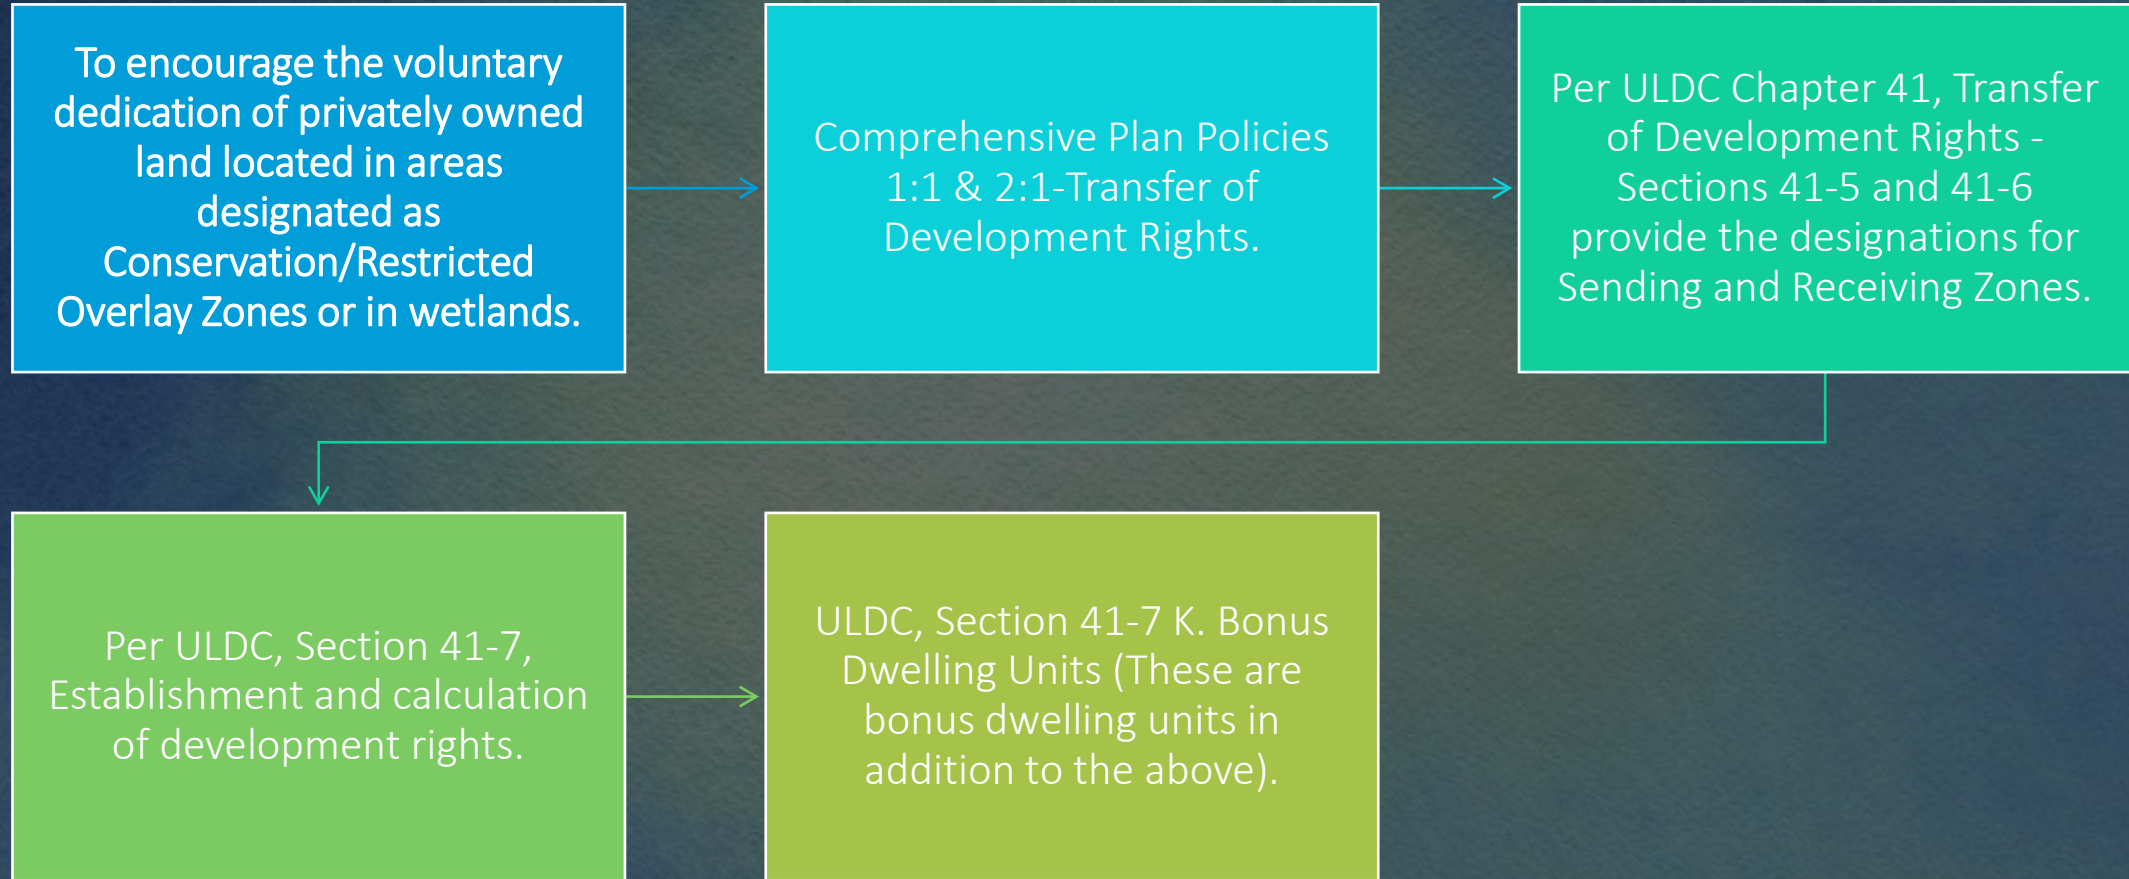 To encourage the voluntary
dedication of privately owned
land located in areas
designated as
Conservation/Restricted
Overlay Zones or in wetlands.
Comprehensive Plan Policies
1:1 & 2:1-Transfer of
Development Rights.
Per ULDC Chapter 41, Transfer
of Development Rights -
Sections 41-5 and 41-6
provide the designations for
Sending and Receiving Zones.
Per ULDC, Section 41-7,
Establishment and calculation
of development rights.
ULDC, Section 41-7 K. Bonus
Dwelling Units (These are
bonus dwelling units in
addition to the above).